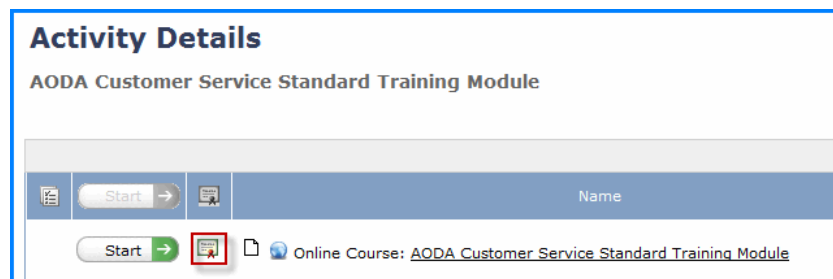 Activity Details
AODA Customer Service Standard Training Module
Start Name
Start Online Course: AODA Customer Service Standard Training Module